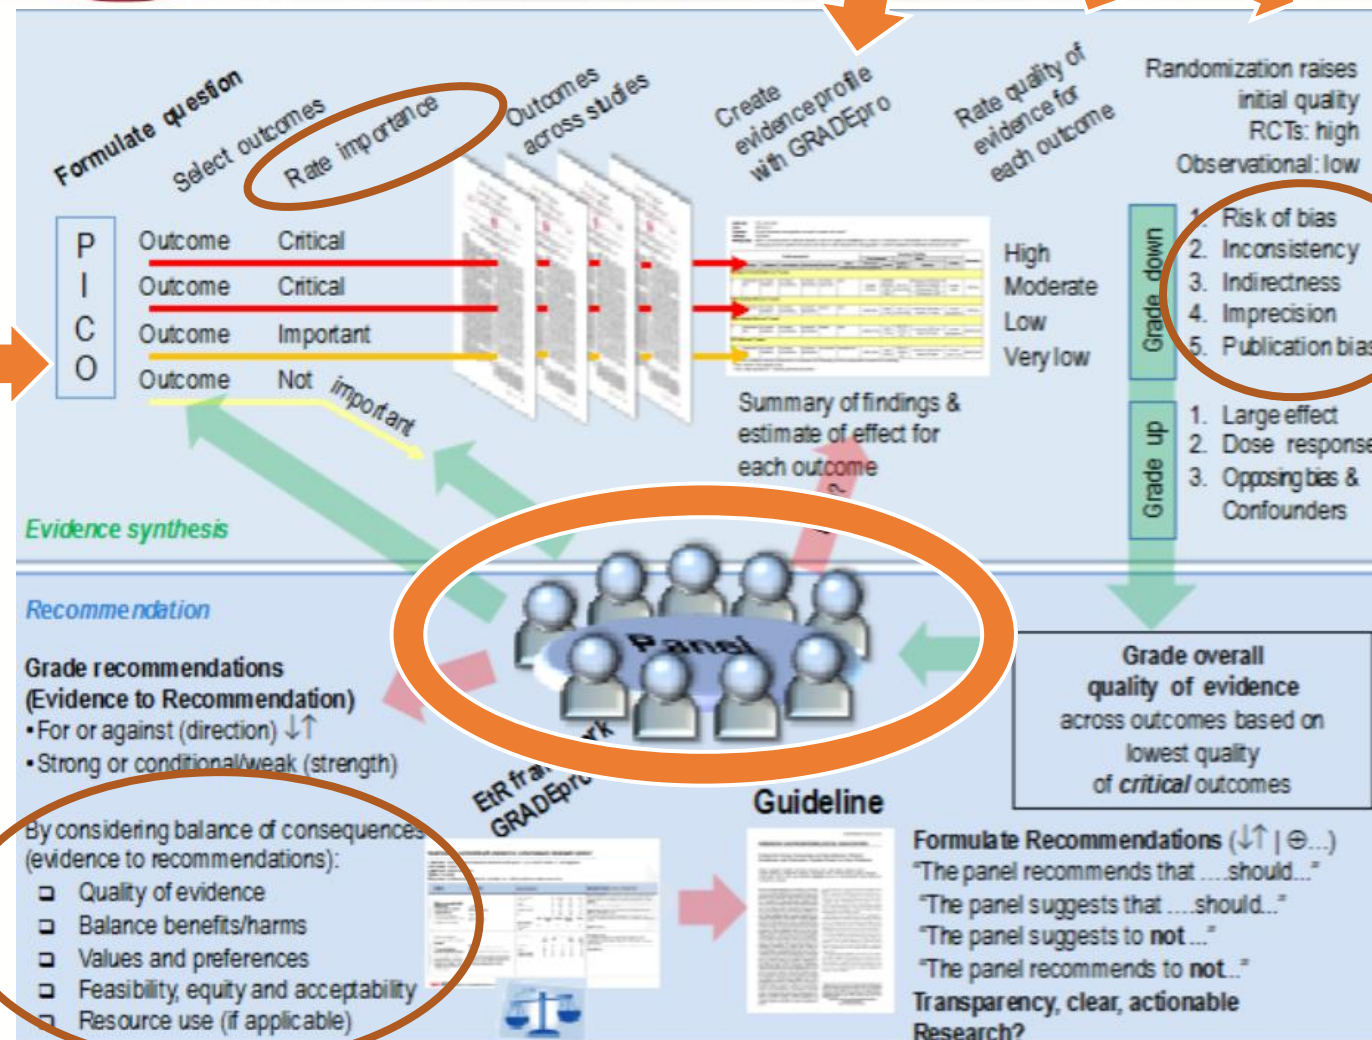 Formulate question
Select outcomes
Rate importance
Outcomes
across studies
Create
evidence profile
with GRADEpro
Rate quality of
evidence for
each outcome
Randomization raises
initial quality
RCTs: high
Observational: low
P
I
C
O
Outcome Critical
Outcome Critical
Outcome Important
Outcome Not important
High
Moderate
Low
Very low
Summary of findings &
estimate of effect for
each outcome
Grade down
1. Risk of bias
2. Inconsistency
3. Indirectness
4. Imprecision
5. Publication bias
Grade up
1. Large effect
2. Dose response
3. Opposing bias &
Confounders
Evidence synthesis
Recommendation
Panel
?
Grade recommendations
(Evidence to Recommendation)
•For or against (direction) ↓↑
•Strong or conditional/weak (strength)
By considering balance of consequences
(evidence to recommendations):
❑ Quality of evidence
❑ Balance benefits/harms
❑ Values and preferences
❑ Feasibility, equity and acceptability
❑ Resource use (if applicable)
EtR
GRADEpro
Guideline
Grade overall
quality of evidence
across outcomes based on
lowest quality
of critical outcomes
Formulate Recommendations (↓↑ | ⊕...)
"The panel recommends that ....should..."
"The panel suggests that ....should..."
"The panel suggests to not..."
"The panel recommends to not..."
Transparency, clear, actionable
Research?